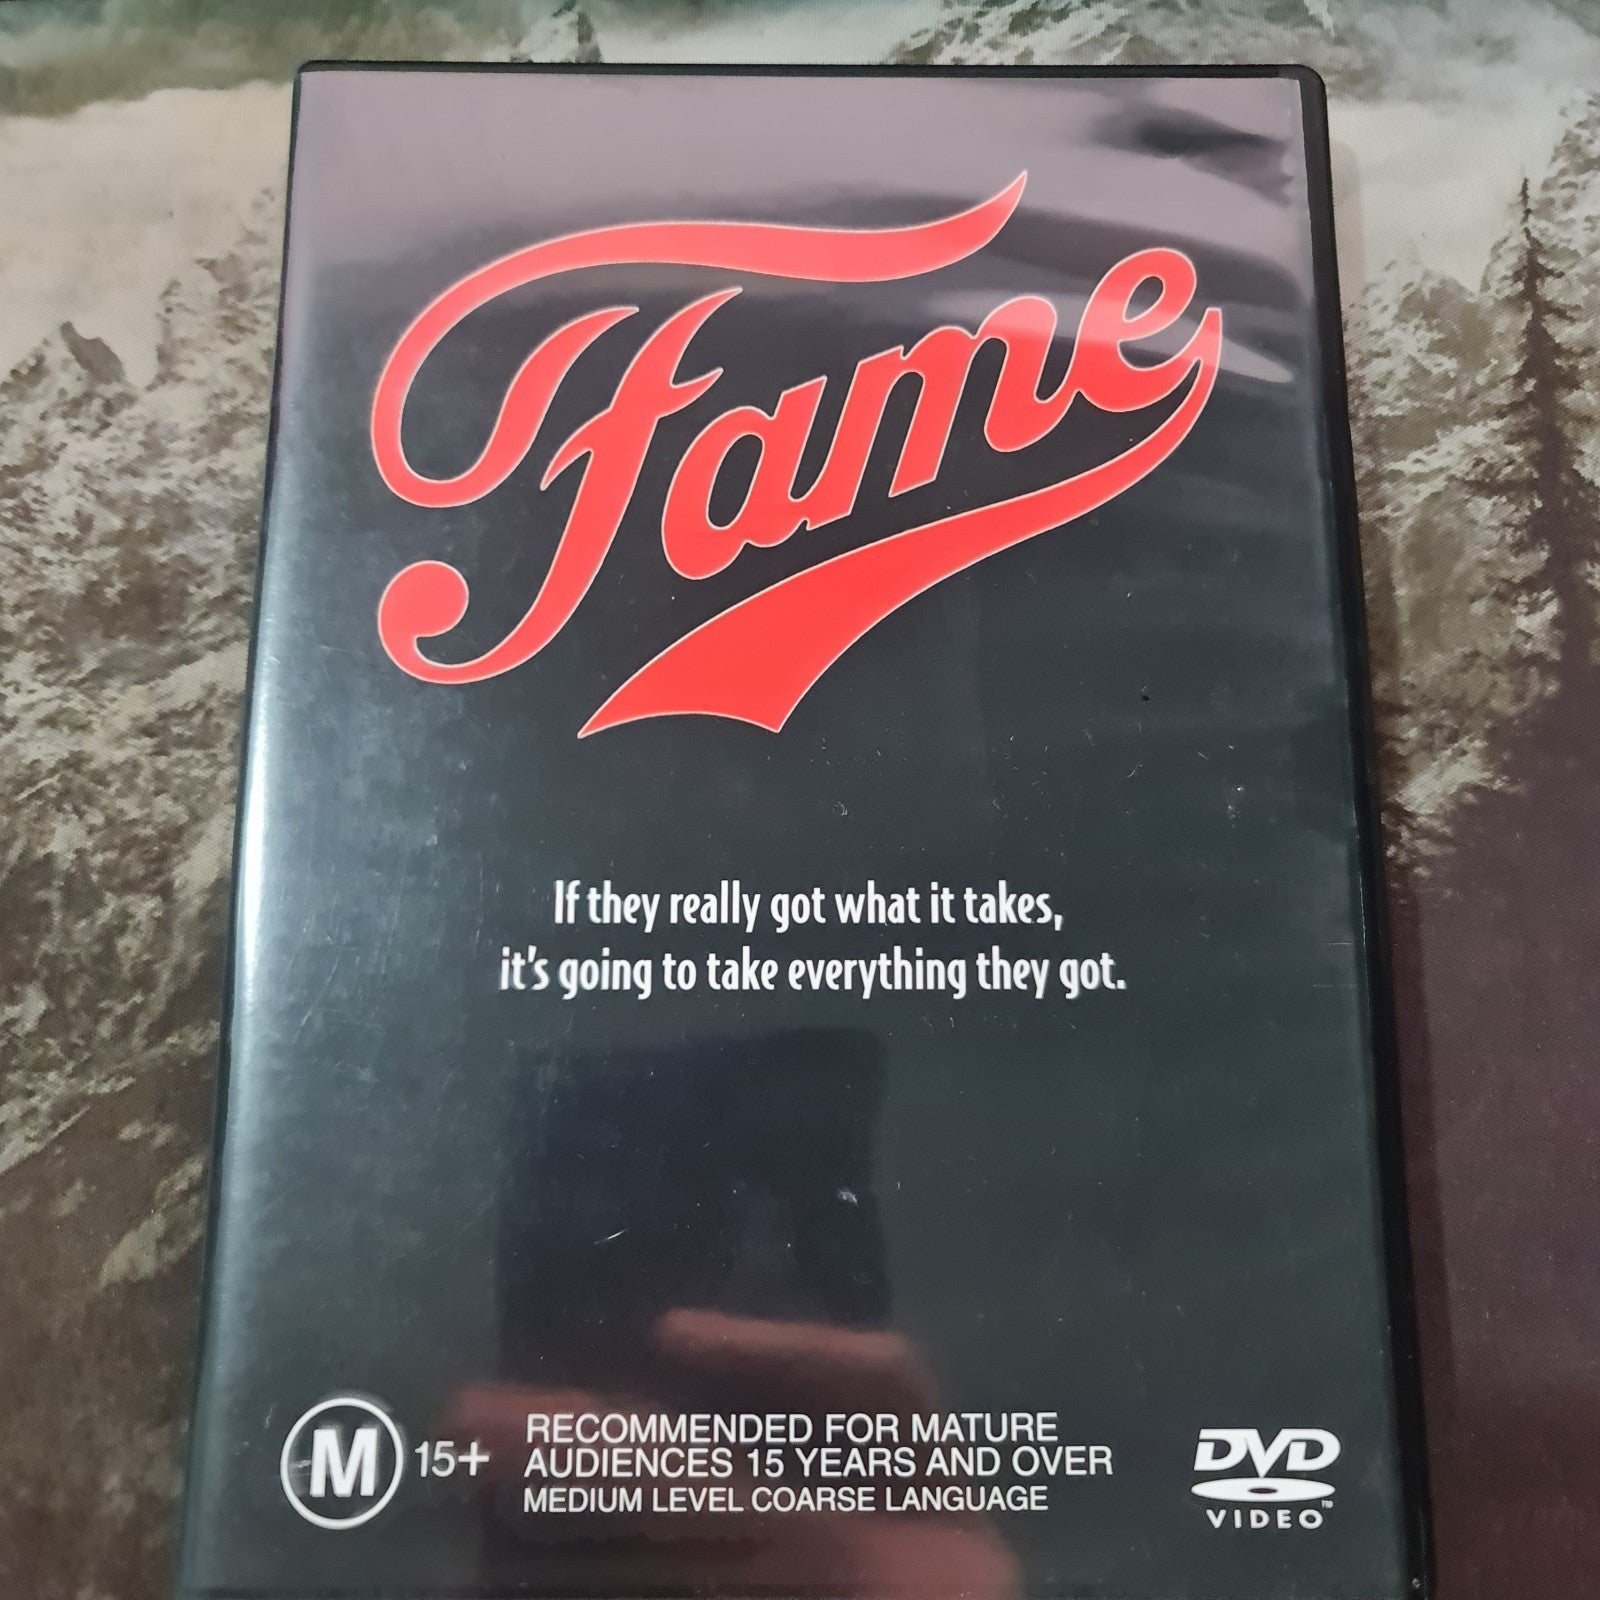 Fame
If they really got what it takes,
it's going to take everything they got.
M 15+
RECOMMENDED FOR MATURE
AUDIENCES 15 YEARS AND OVER
MEDIUM LEVEL COARSE LANGUAGE
DVD
VIDEO™